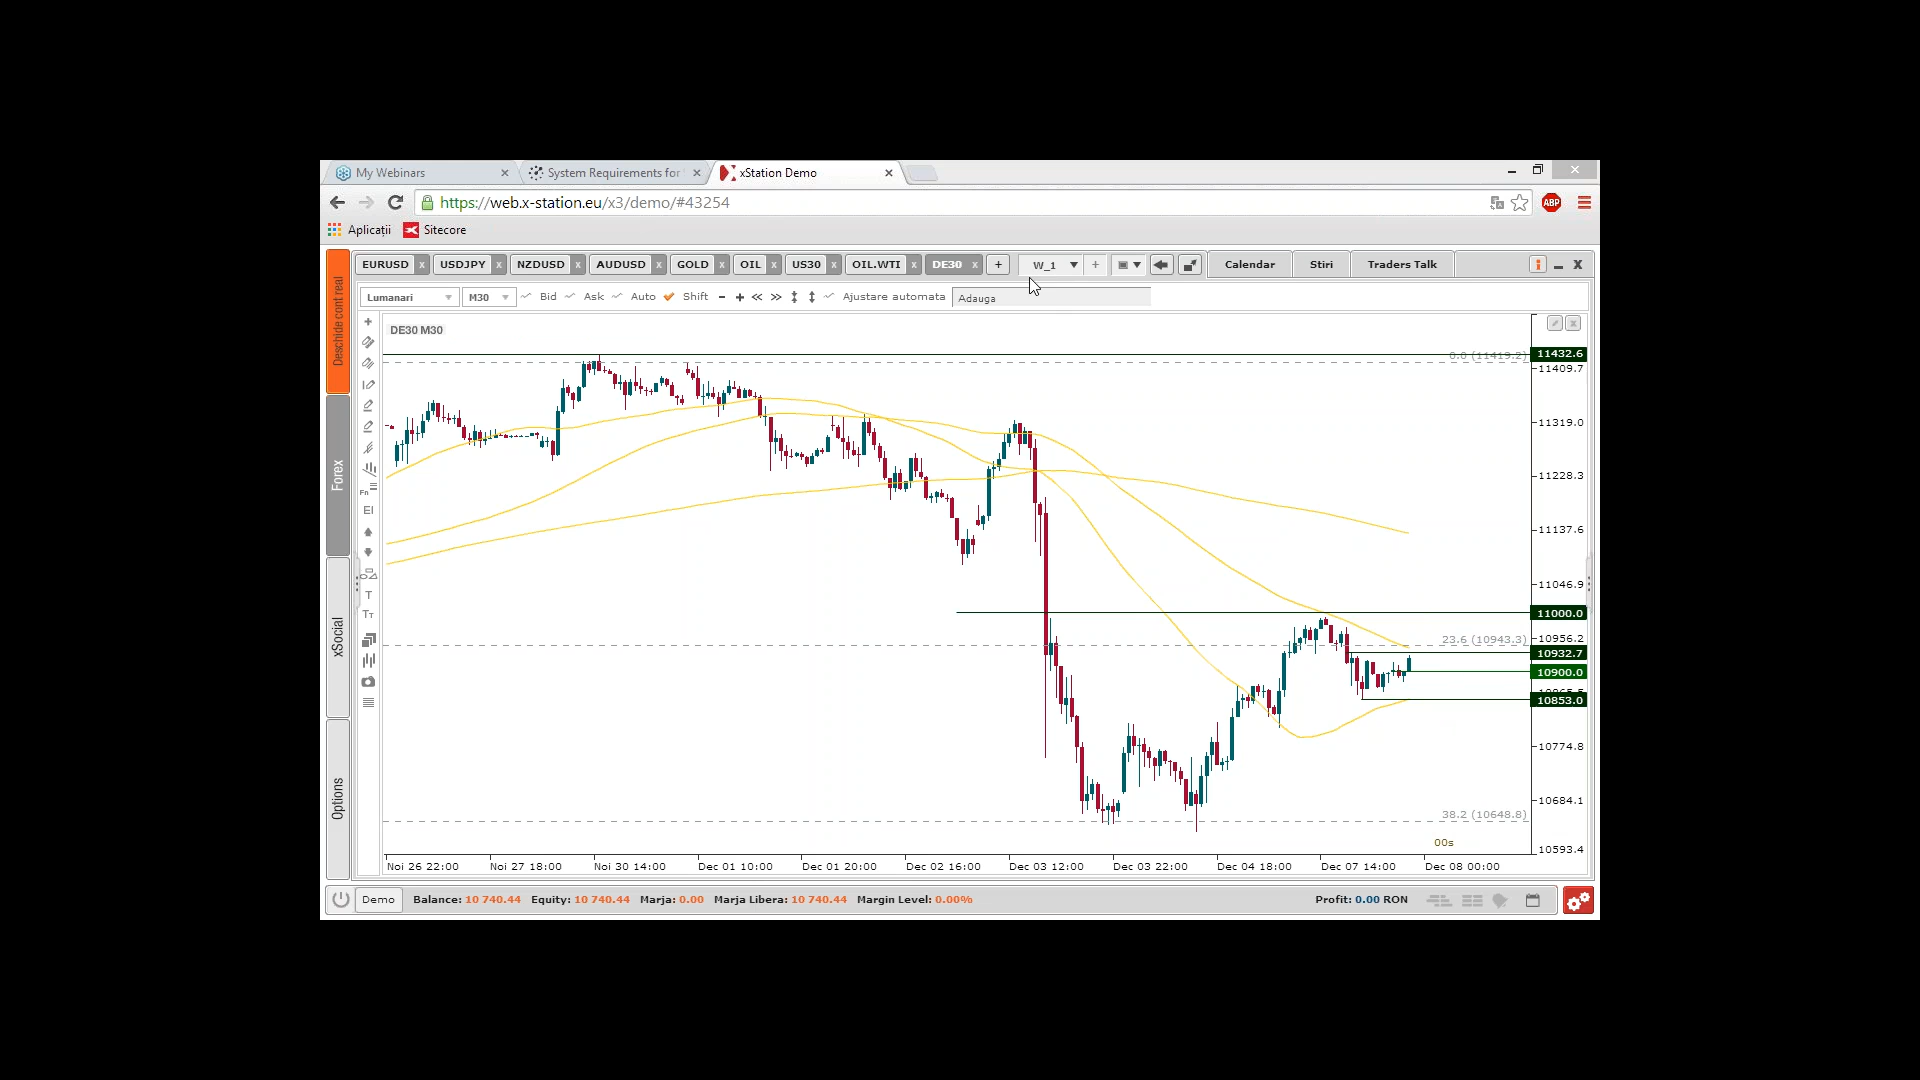 My Webinars
System Requirements for
xStation Demo
https://web.x-station.eu/x3/demo/#43254
ABP
Aplicații
Sitecore
EURUSD x USDJPY x NZDUSD x AUDUSD x GOLD x OIL x US30 x OIL.WTI x DE30 x + W_1 + Calendar Stiri Traders Talk
Lumanari M30 Bid Ask Auto Shift Ajustare automata Adauga
DE30 M30
Deschide cont real
Forex
xSocial
Options
Fn
EI
T
TT
0.0 (11419.2)
11432.6
11409.7
11319.0
11228.3
11137.6
11046.9
11000.0
23.6 (10943.3)
10956.2
10932.7
10900.0
10853.0
10774.8
10684.1
38.2 (10648.8)
00s
10593.4
Noi 26 22:00 Noi 27 18:00 Noi 30 14:00 Dec 01 10:00 Dec 01 20:00 Dec 02 16:00 Dec 03 12:00 Dec 03 22:00 Dec 04 18:00 Dec 07 14:00 Dec 08 00:00
Demo Balance: 10 740.44 Equity: 10 740.44 Marja: 0.00 Marja Libera: 10 740.44 Margin Level: 0.00% Profit: 0.00 RON